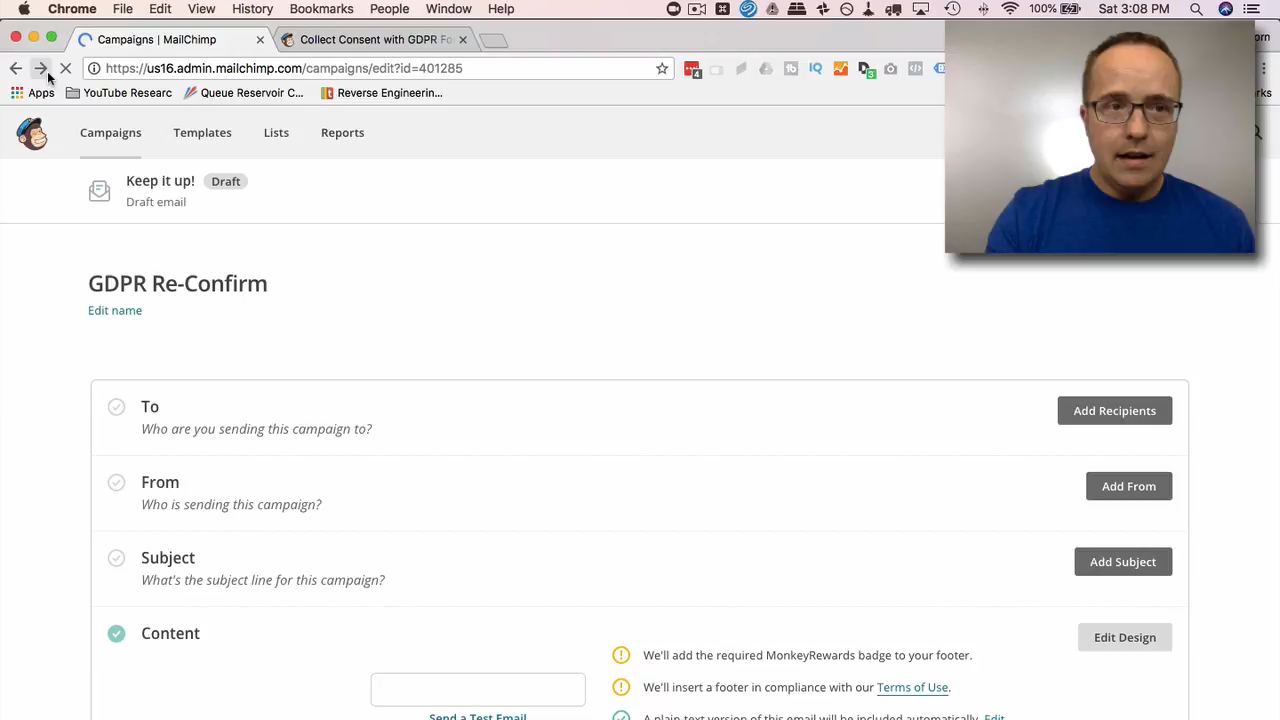 Chrome File Edit View History Bookmarks People Window Help 100% Sat 3:08 PM
Campaigns | MailChimp Collect Consent with GDPR Fo
https://us16.admin.mailchimp.com/campaigns/edit?id=401285
Apps YouTube Researc Queue Reservoir C... Reverse Engineerin...
Campaigns Templates Lists Reports
Keep it up! Draft
Draft email
GDPR Re-Confirm
Edit name
To
Who are you sending this campaign to?
Add Recipients
From
Who is sending this campaign?
Add From
Subject
What's the subject line for this campaign?
Add Subject
Content
Edit Design
We'll add the required MonkeyRewards badge to your footer.
We'll insert a footer in compliance with our Terms of Use.
Send a Test Email
A plain-text version of this email will be included automatically. Edit